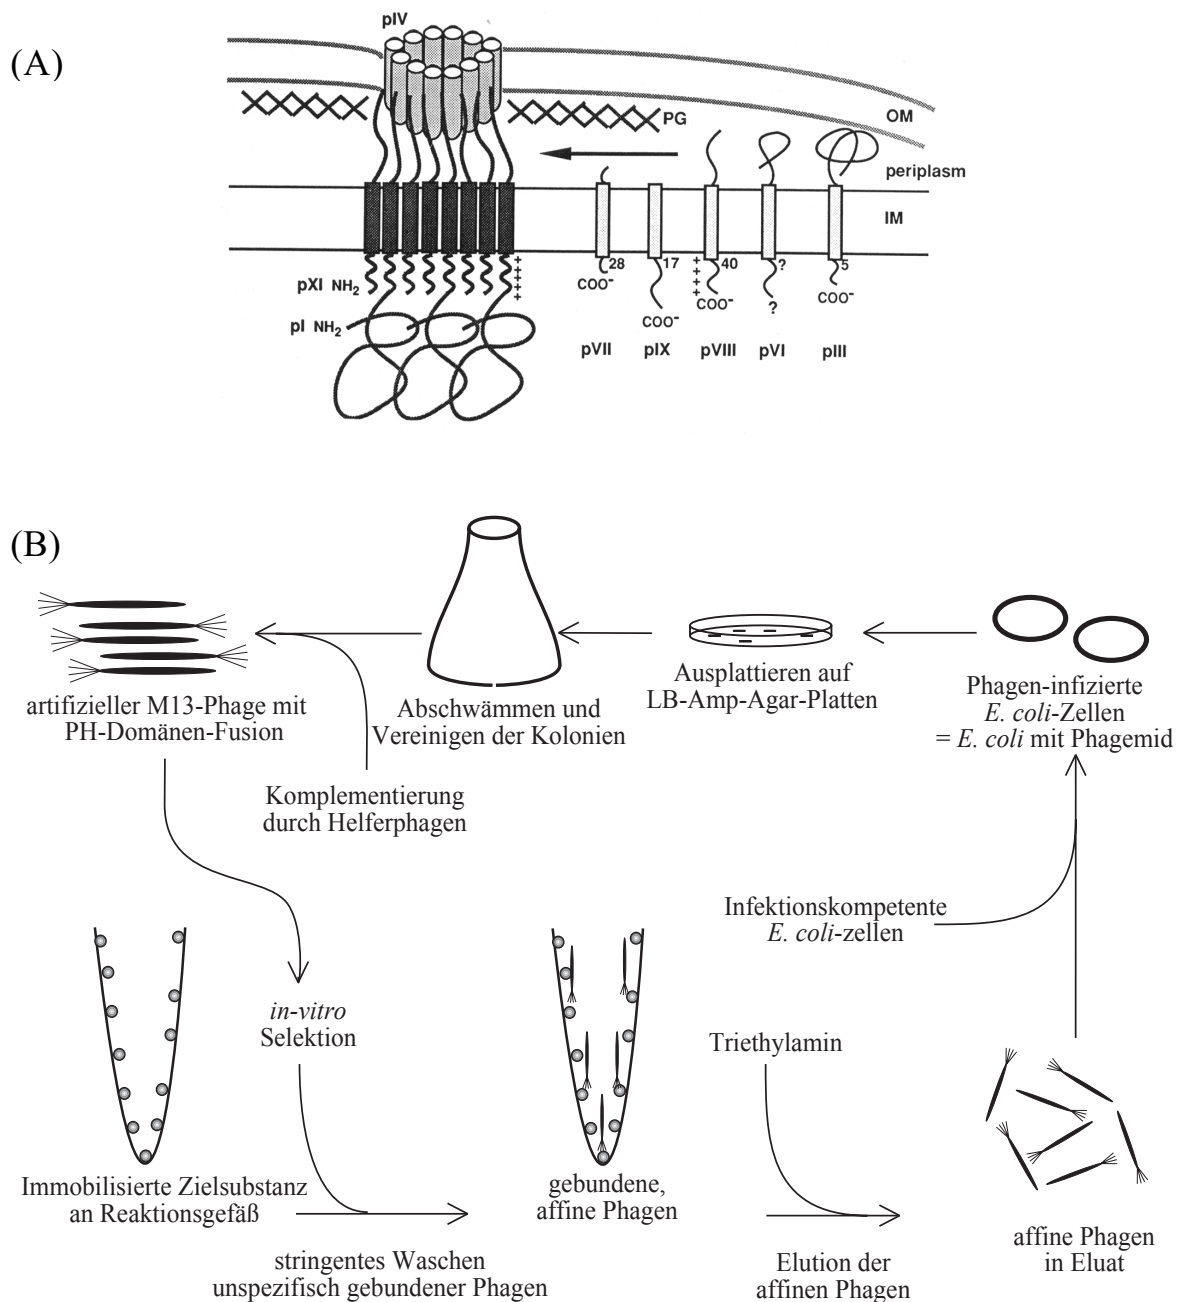 (A)
pIV
OM
PG
periplasm
IM
28
17
40
?
5
++++
++++
pXI NH2
COO-
COO-
COO-
?
COO-
pI NH2
pVII
pIX
pVIII
pVI
pIII
(B)
artifizieller M13-Phage mit
PH-Domänen-Fusion
Abschwämmen und
Vereinigen der Kolonien
Ausplattieren auf
LB-Amp-Agar-Platten
Phagen-infizierte
E. coli-Zellen
= E. coli mit Phagemid
Komplementierung
durch Helferphagen
Infektionskompetente
E. coli-zellen
in-vitro
Selektion
Triethylamin
Immobilisierte Zielsubstanz
an Reaktionsgefäß
gebundene,
affine Phagen
affine Phagen
in Eluat
stringentes Waschen
unspezifisch gebundener Phagen
Elution der
affinen Phagen